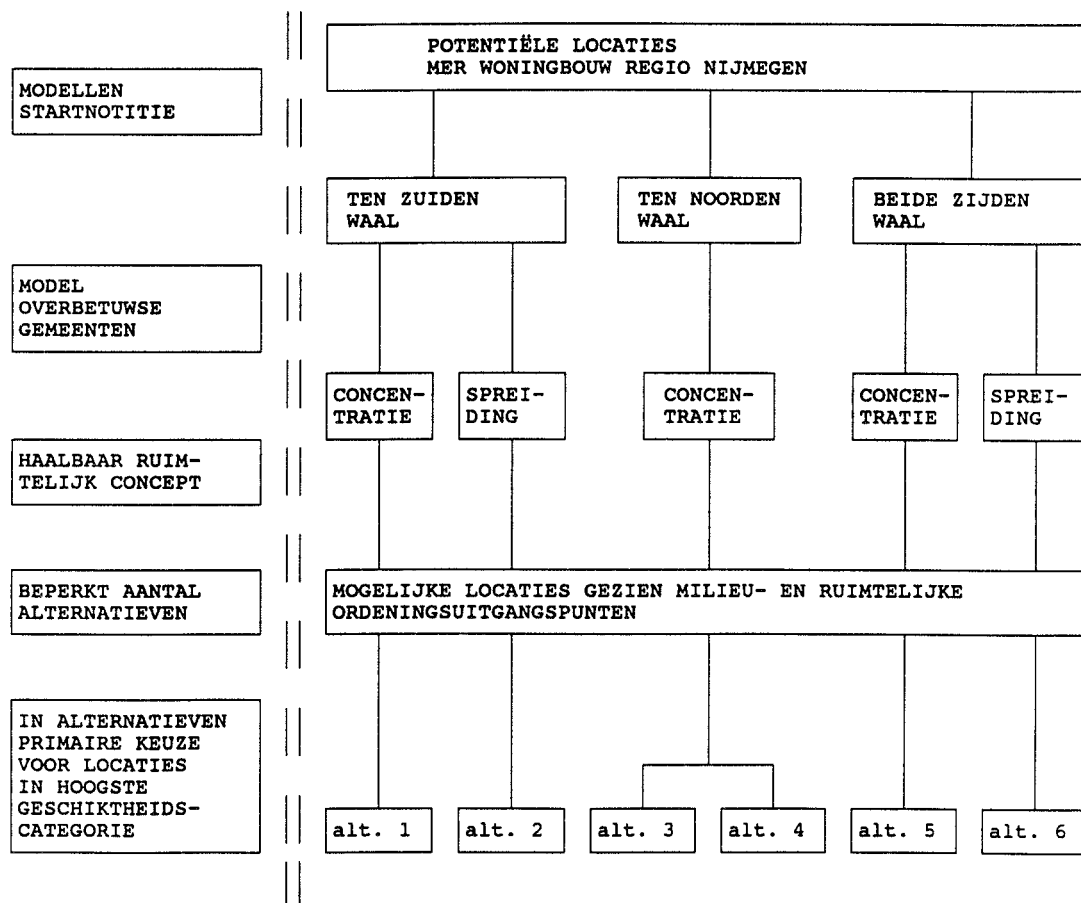 POTENTIËLE LOCATIES
MER WONINGBOUW REGIO NIJMEGEN
MODELLEN
STARTNOTITIE
TEN ZUIDEN
WAAL
TEN NOORDEN
WAAL
BEIDE ZIJDEN
WAAL
MODEL
OVERBETUWSE
GEMEENTEN
CONCEN-
TRATIE
SPREI-
DING
CONCEN-
TRATIE
CONCEN-
TRATIE
SPREI-
DING
HAALBAAR RUIM-
TELIJK CONCEPT
BEPERKT AANTAL
ALTERNATIEVEN
MOGELIJKE LOCATIES GEZIEN MILIEU- EN RUIMTELIJKE
ORDENINGSUITGANGSPUNTEN
IN ALTERNATIEVEN
PRIMAIRE KEUZE
VOOR LOCATIES
IN HOOGSTE
GESCHIKTHEIDS-
CATEGORIE
alt. 1
alt. 2
alt. 3
alt. 4
alt. 5
alt. 6